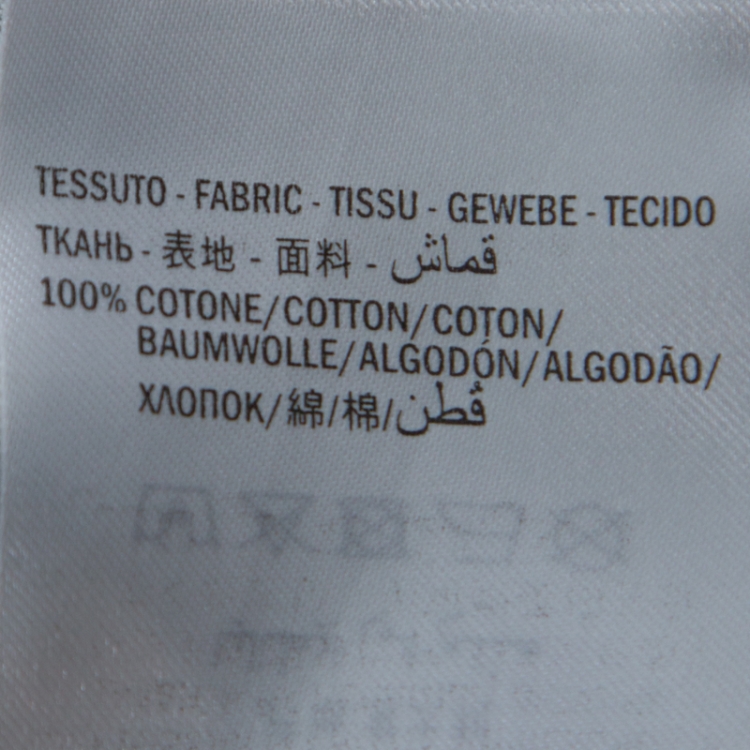 TESSUTO - FABRIC - TISSU - GEWEBE - TECIDO
ТКАНЬ - 表地 - 面料 - قماش
100% COTONE/COTTON/COTON/
BAUMWOLLE/ALGODÓN/ALGODÃO/
ХЛОПОК/綿/棉/قُطن